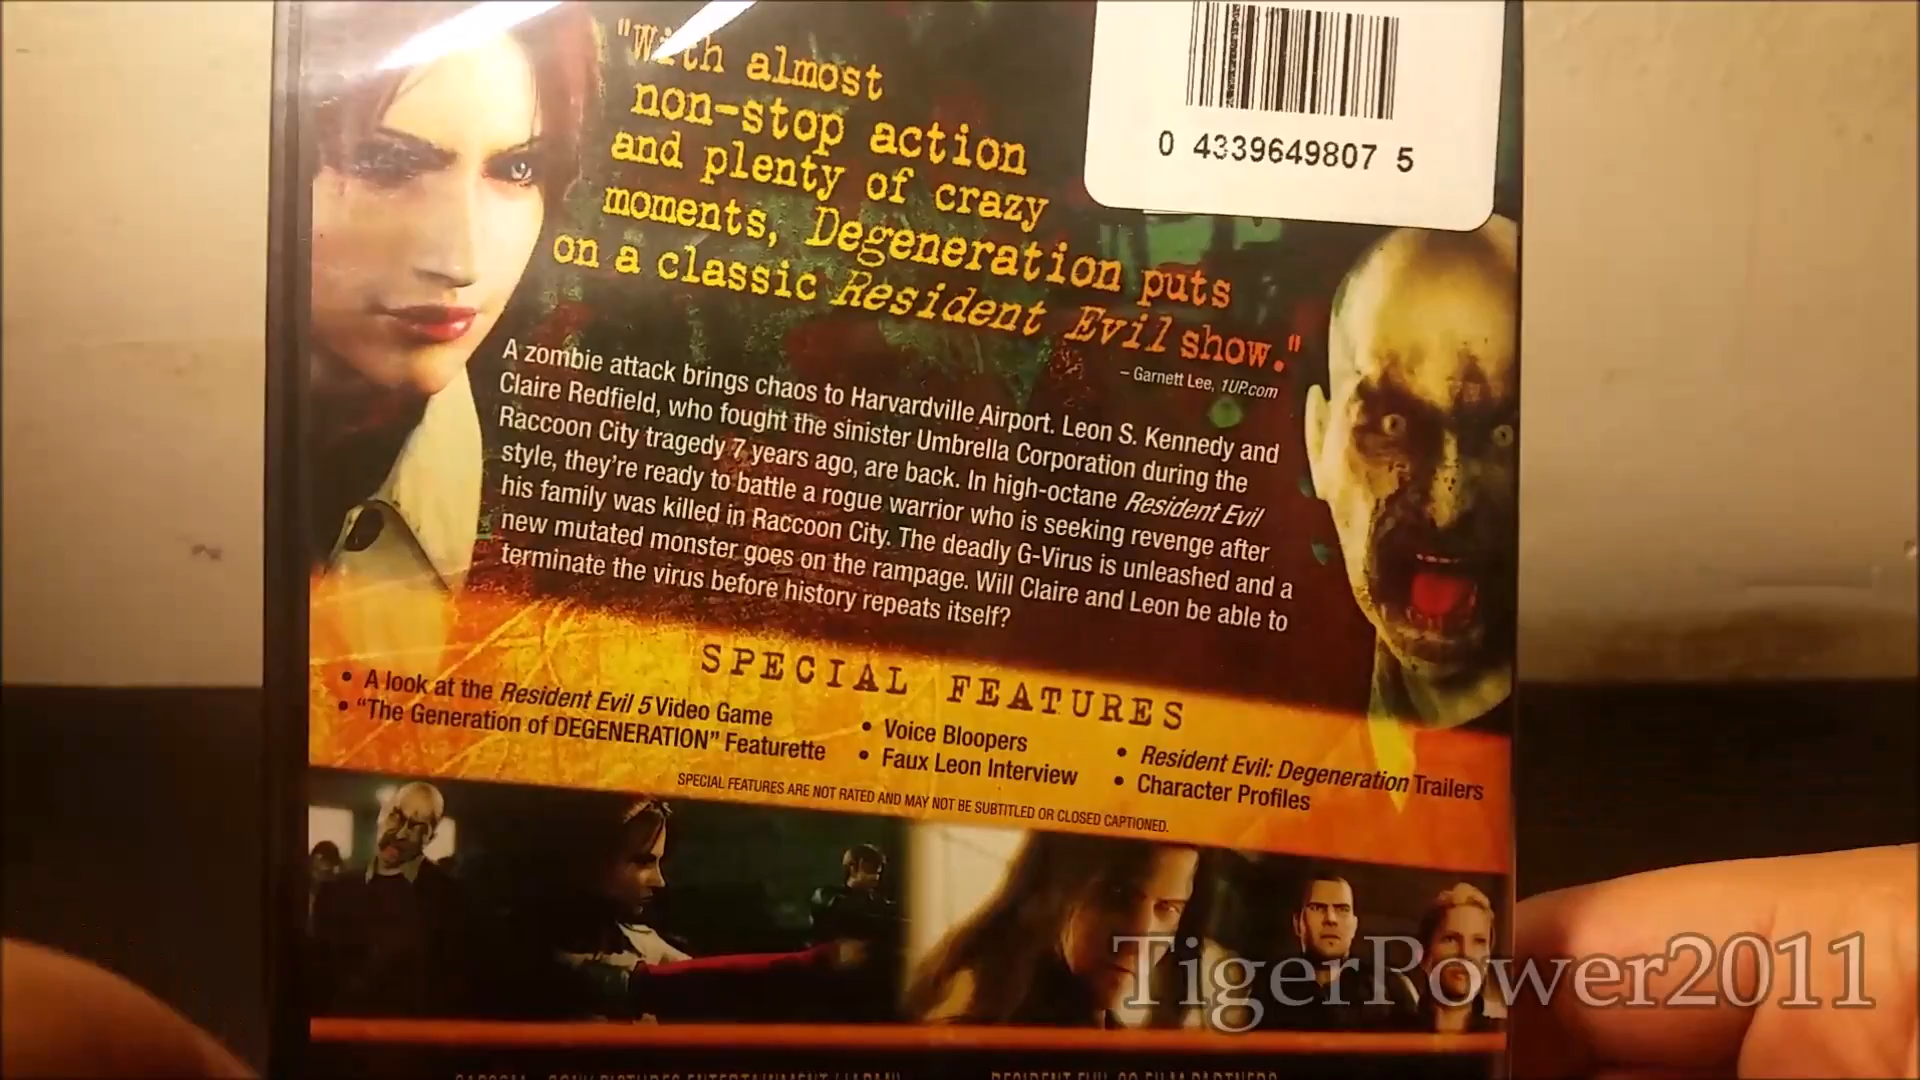 "With almost
non-stop action
and plenty of crazy
moments, Degeneration puts
on a classic Resident Evil show."
– Garnett Lee, 1UP.com
0 4339649807 5
A zombie attack brings chaos to Harvardville Airport. Leon S. Kennedy and
Claire Redfield, who fought the sinister Umbrella Corporation during the
Raccoon City tragedy 7 years ago, are back. In high-octane Resident Evil
style, they're ready to battle a rogue warrior who is seeking revenge after
his family was killed in Raccoon City. The deadly G-Virus is unleashed and a
new mutated monster goes on the rampage. Will Claire and Leon be able to
terminate the virus before history repeats itself?
SPECIAL FEATURES
• A look at the Resident Evil 5 Video Game
• "The Generation of DEGENERATION" Featurette
• Voice Bloopers
• Faux Leon Interview
• Resident Evil: Degeneration Trailers
• Character Profiles
SPECIAL FEATURES ARE NOT RATED AND MAY NOT BE SUBTITLED OR CLOSED CAPTIONED.
TigerPower2011